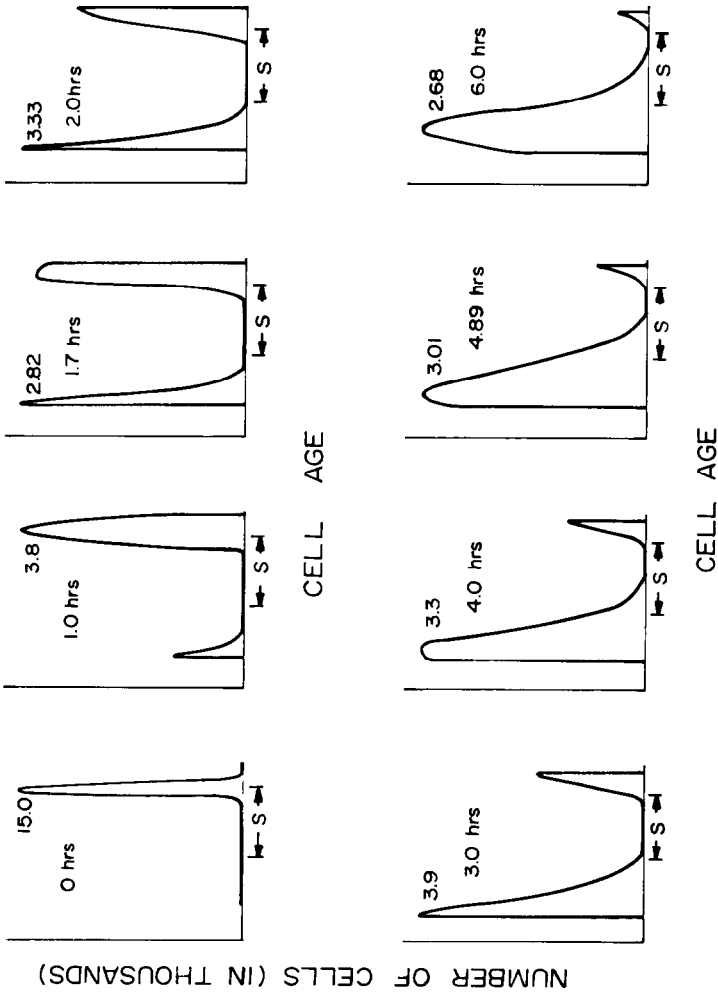 15.0
0 hrs
S
3.8
1.0 hrs
S
2.82
1.7 hrs
S
3.33
2.0 hrs
S
CELL AGE
3.9
3.0 hrs
S
3.3
4.0 hrs
S
3.01
4.89 hrs
S
2.68
6.0 hrs
S
CELL AGE
NUMBER OF CELLS (IN THOUSANDS)